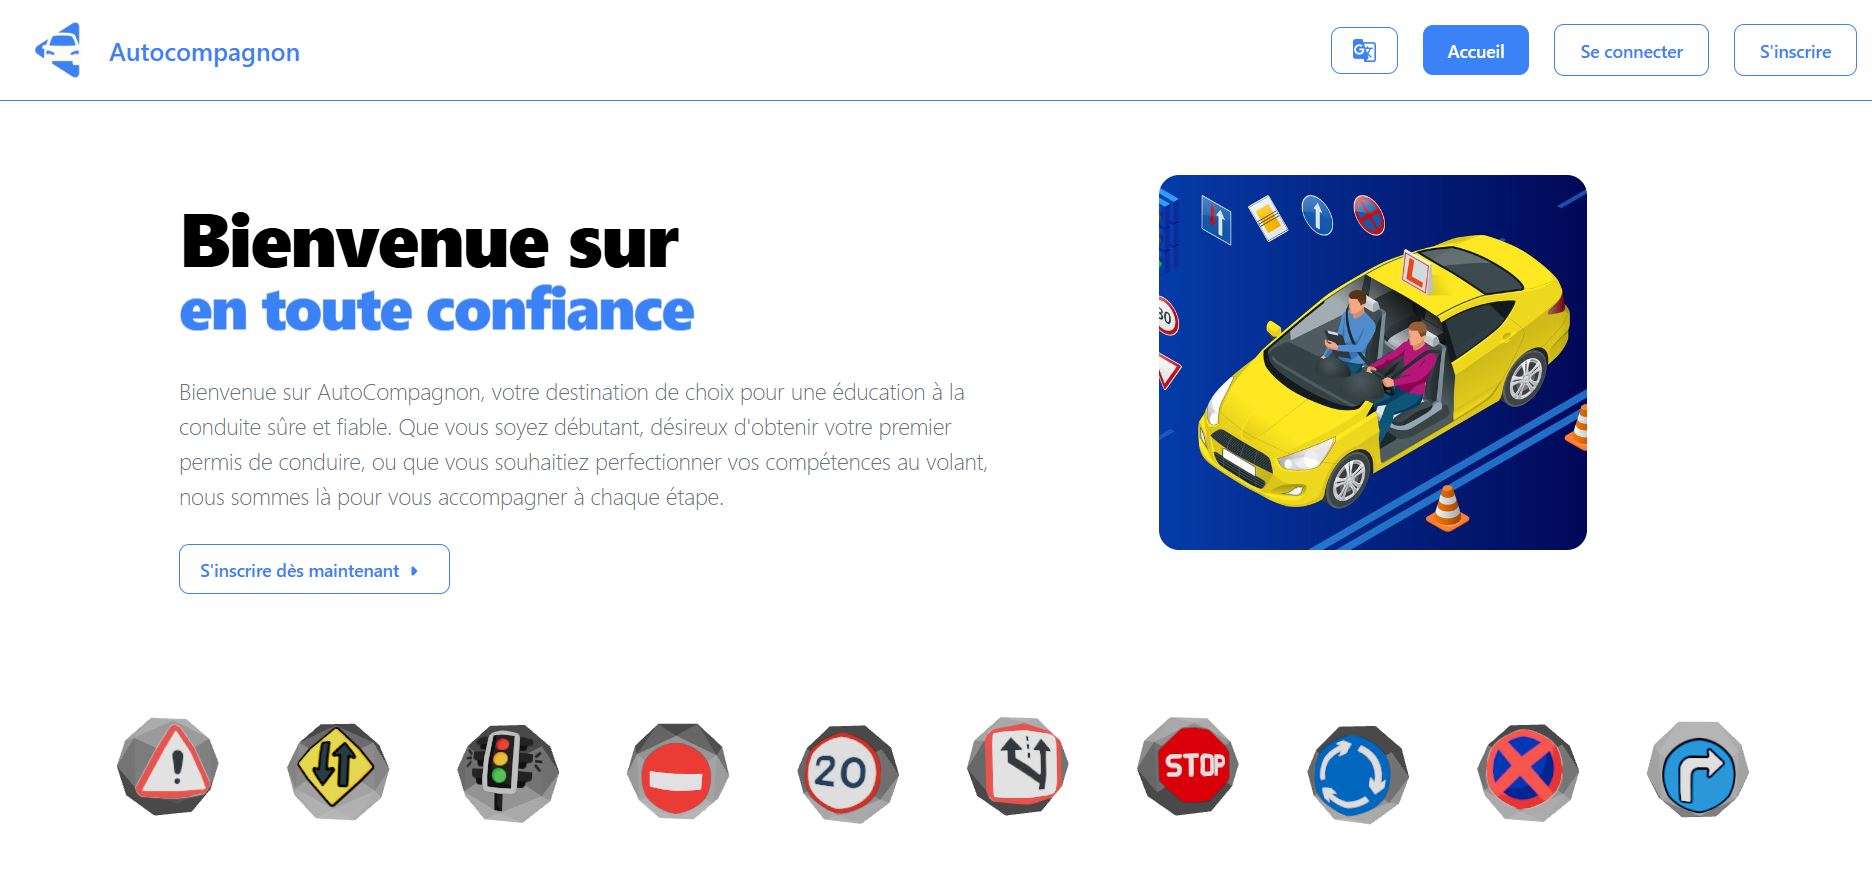 Autocompagnon
Accueil
Se connecter
S'inscrire
Bienvenue sur
en toute confiance
Bienvenue sur AutoCompagnon, votre destination de choix pour une éducation à la
conduite sûre et fiable. Que vous soyez débutant, désireux d'obtenir votre premier
permis de conduire, ou que vous souhaitiez perfectionner vos compétences au volant,
nous sommes là pour vous accompagner à chaque étape.
L
S'inscrire dès maintenant
20
STOP